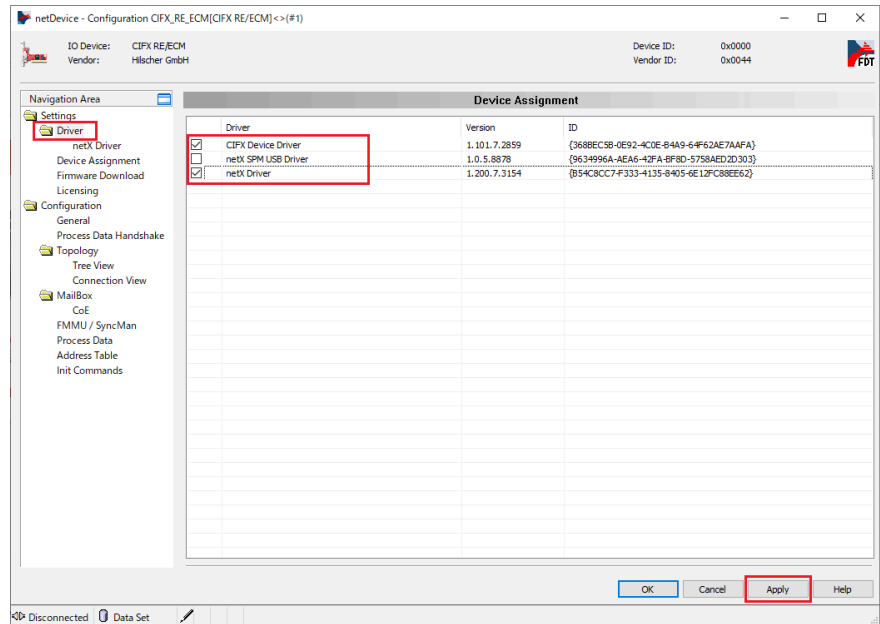 netDevice - Configuration CIFX_RE_ECM[CIFX RE/ECM]<>(#1)
IO Device: CIFX RE/ECM Device ID: 0x0000
Vendor: Hilscher GmbH Vendor ID: 0x0044
FDT
Navigation Area
Device Assignment
Settings
Driver
netX Driver
Device Assignment
Firmware Download
Licensing
Configuration
General
Process Data Handshake
Topology
Tree View
Connection View
MailBox
CoE
FMMU / SyncMan
Process Data
Address Table
Init Commands
Driver Version ID
CIFX Device Driver 1.101.7.2859 {368BEC5B-0E92-4C0E-B4A9-64F62AE7AAFA}
netX SPM USB Driver 1.0.5.8878 {9634996A-AEA6-42FA-BF8D-5758AED2D303}
netX Driver 1.200.7.3154 {B54C8CC7-F333-4135-8405-6E12FC88EE62}
OK Cancel Apply Help
Disconnected Data Set